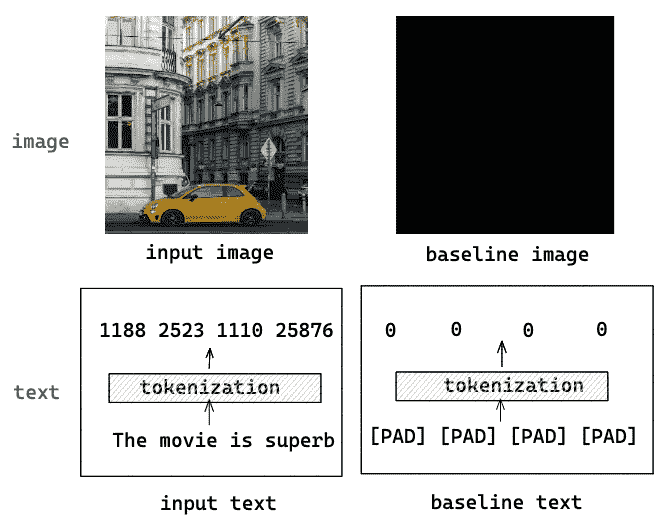 image
input image
baseline image
text
1188 2523 1110 25876
tokenization
The movie is superb
input text
0 0 0 0
tokenization
[PAD] [PAD] [PAD] [PAD]
baseline text